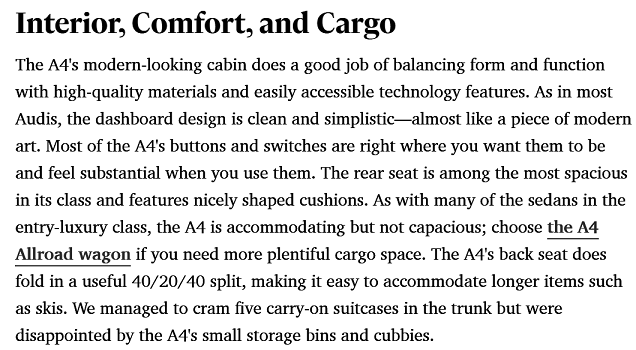 Interior, Comfort, and Cargo
The A4's modern-looking cabin does a good job of balancing form and function
with high-quality materials and easily accessible technology features. As in most
Audis, the dashboard design is clean and simplistic—almost like a piece of modern
art. Most of the A4's buttons and switches are right where you want them to be
and feel substantial when you use them. The rear seat is among the most spacious
in its class and features nicely shaped cushions. As with many of the sedans in the
entry-luxury class, the A4 is accommodating but not capacious; choose the A4
Allroad wagon if you need more plentiful cargo space. The A4's back seat does
fold in a useful 40/20/40 split, making it easy to accommodate longer items such
as skis. We managed to cram five carry-on suitcases in the trunk but were
disappointed by the A4's small storage bins and cubbies.